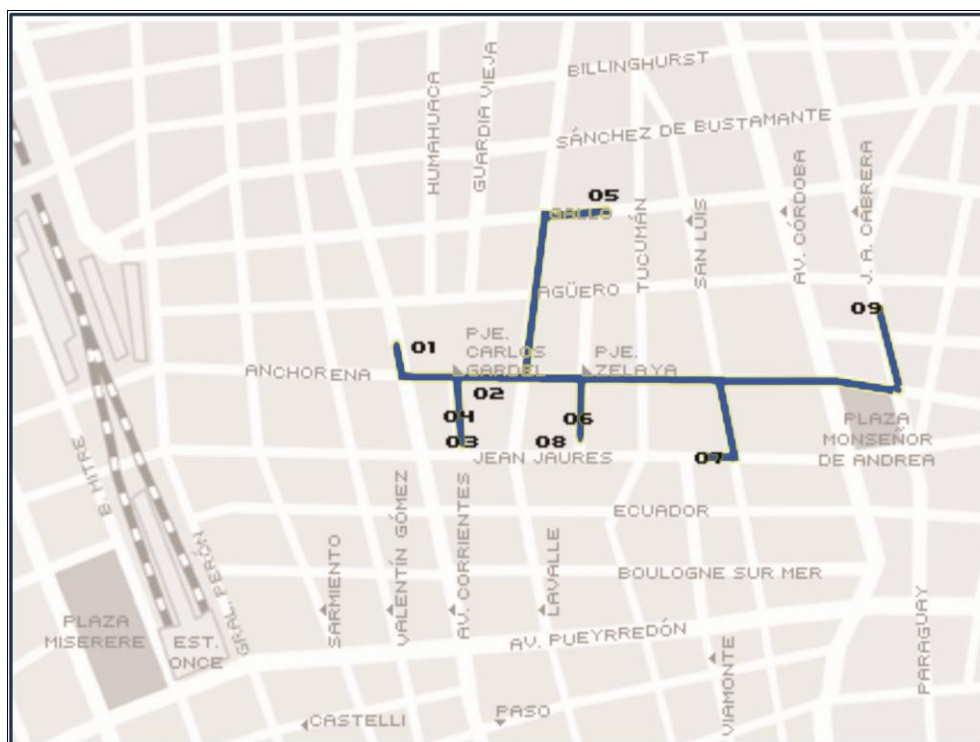 BILLINGHURST
SÁNCHEZ DE BUSTAMANTE
HUMAHUACA
GUARDIA VIEJA
05
GALLO
TUCUMÁN
SAN LUIS
AV. CÓRDOBA
J. A. CABRERA
AGÜERO
09
01
PJE.
CARLOS
GARDEL
PJE.
ZELAYA
ANCHORENA
02
04
03
06
08
JEAN JAURES
07
PLAZA
MONSEÑOR
DE ANDREA
B. MITRE
ECUADOR
VALENTÍN GÓMEZ
AV. CORRIENTES
LAVALLE
SARMIENTO
GRAL. PERÓN
BOULOGNE SUR MER
PLAZA
MISERERE
EST.
ONCE
AV. PUEYRREDÓN
PARAGUAY
VIAMONTE
CASTELLI
PASO